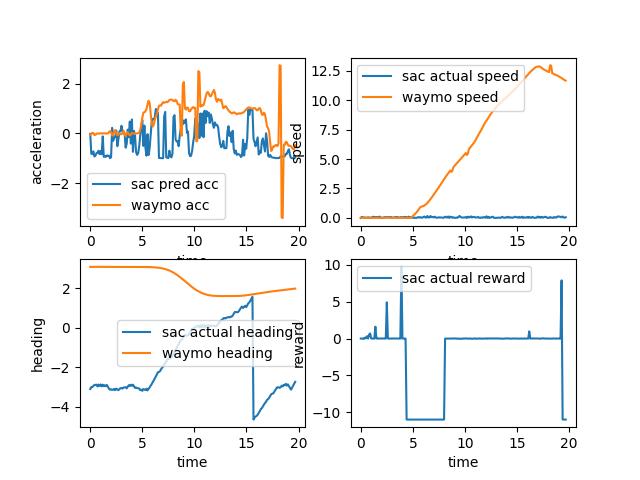 acceleration
2
0
−2
sac pred acc
waymo acc
0 5 10 15 20
time
speed
12.5
10.0
7.5
5.0
2.5
0.0
sac actual speed
waymo speed
0 5 10 15 20
time
heading
2
0
−2
−4
sac actual heading
waymo heading
0 5 10 15 20
time
reward
10
5
0
−5
−10
sac actual reward
0 5 10 15 20
time